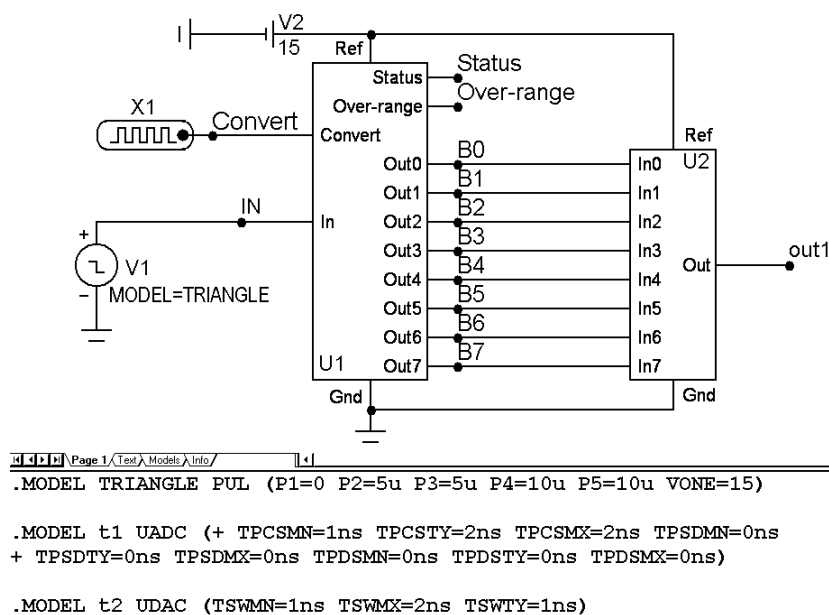 V2
15
Ref
Status
Status
Over-range
Over-range
X1
Convert
Convert
Ref
Out0
B0
In0
U2
Out1
B1
In1
IN
In
Out2
B2
In2
Out3
B3
In3
+
V1
-
Out
out1
Out4
B4
In4
MODEL=TRIANGLE
Out5
B5
In5
Out6
B6
In6
U1
Out7
B7
In7
Gnd
Gnd
Page 1 Text Models Info
.MODEL TRIANGLE PUL (P1=0 P2=5u P3=5u P4=10u P5=10u VONE=15)
.MODEL t1 UADC (+ TPCSMN=1ns TPCSTY=2ns TPCSMX=2ns TPSDMN=0ns
+ TPSDTY=0ns TPSDMX=0ns TPDSMN=0ns TPDSTY=0ns TPDSMX=0ns)
.MODEL t2 UDAC (TSWMN=1ns TSWMX=2ns TSWTY=1ns)